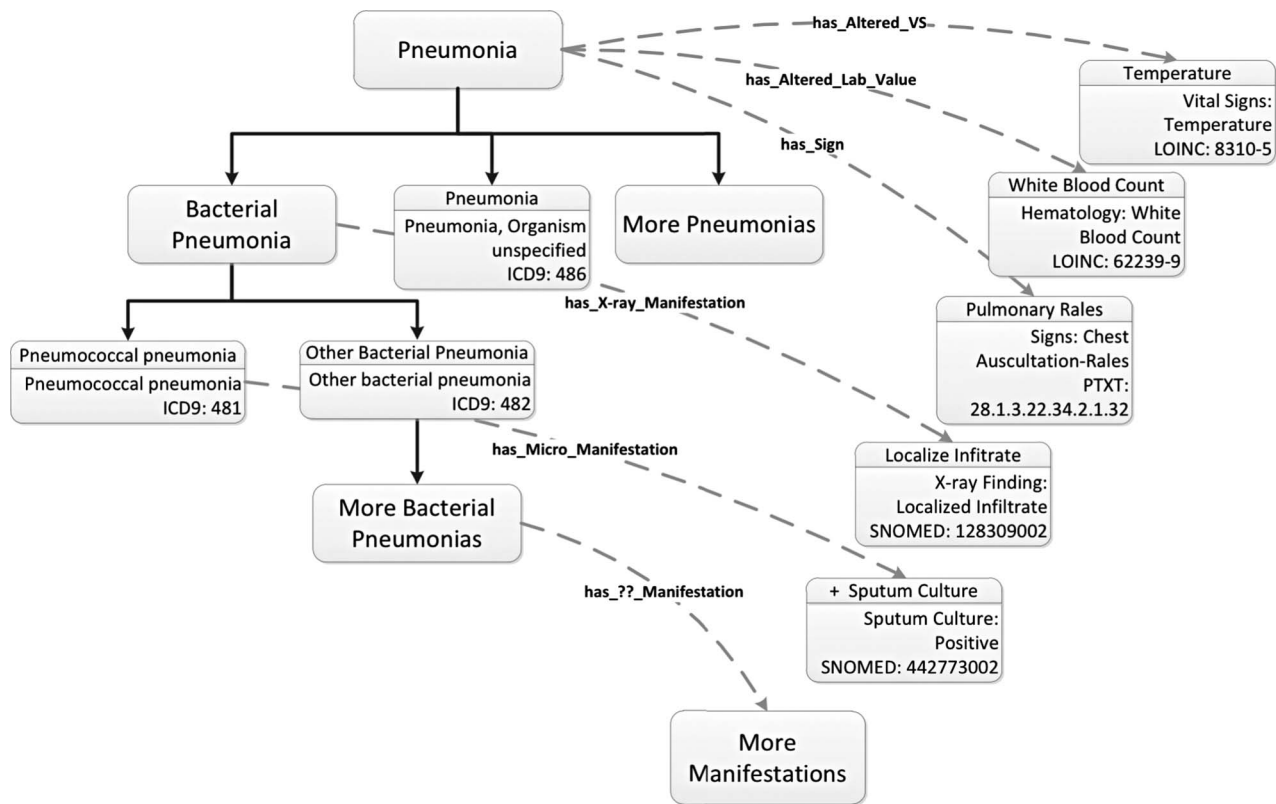 has_Altered_VS
Pneumonia
has_Altered_Lab_Value
Temperature
Vital Signs:
Temperature
LOINC: 8310-5
has_Sign
White Blood Count
Hematology: White
Blood Count
LOINC: 62239-9
Bacterial
Pneumonia
Pneumonia
Pneumonia, Organism
unspecified
ICD9: 486
More Pneumonias
has_X-ray_Manifestation
Pulmonary Rales
Signs: Chest
Auscultation-Rales
PTXT:
28.1.3.22.34.2.1.32
Pneumococcal pneumonia
Pneumococcal pneumonia
ICD9: 481
Other Bacterial Pneumonia
Other bacterial pneumonia
ICD9: 482
has_Micro_Manifestation
Localize Infitrate
X-ray Finding:
Localized Infiltrate
SNOMED: 128309002
More Bacterial
Pneumonias
has_??_Manifestation
+ Sputum Culture
Sputum Culture:
Positive
SNOMED: 442773002
More
Manifestations